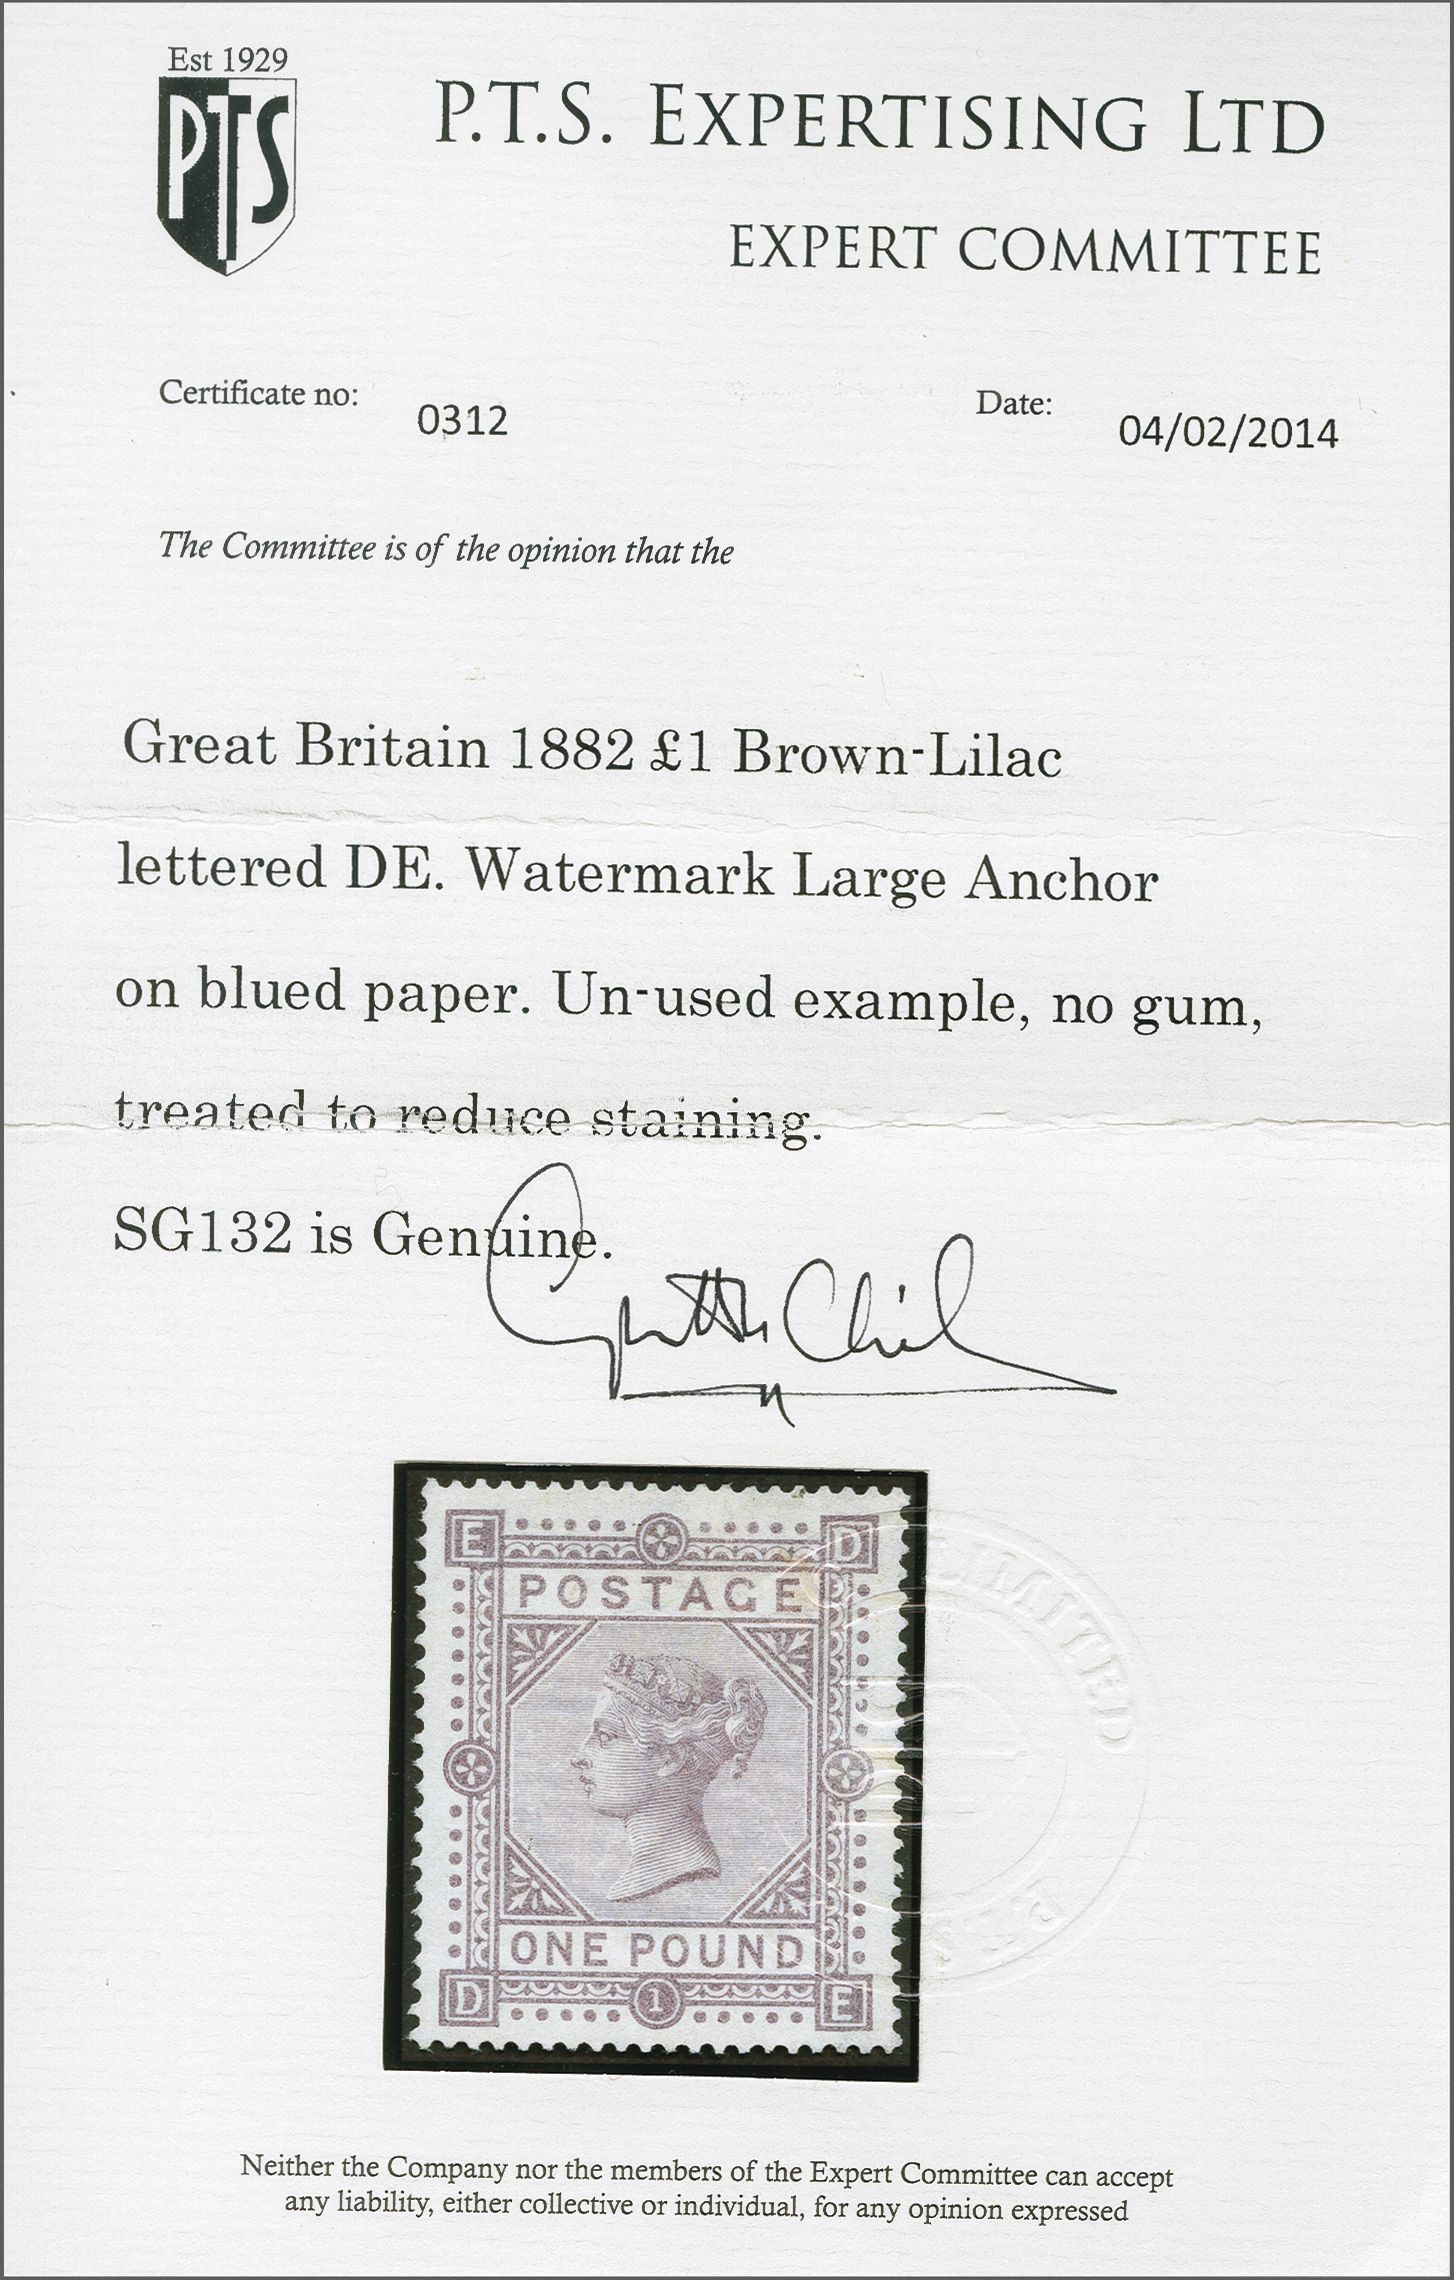 Est 1929
PTS
P.T.S. EXPERTISING LTD
EXPERT COMMITTEE
Certificate no: 0312
Date: 04/02/2014
The Committee is of the opinion that the
Great Britain 1882 £1 Brown-Lilac
lettered DE. Watermark Large Anchor
on blued paper. Un-used example, no gum,
treated to reduce staining.
SG132 is Genuine.
E D
POSTAGE
ONE POUND
D 1 E
LIMITED
Neither the Company nor the members of the Expert Committee can accept
any liability, either collective or individual, for any opinion expressed